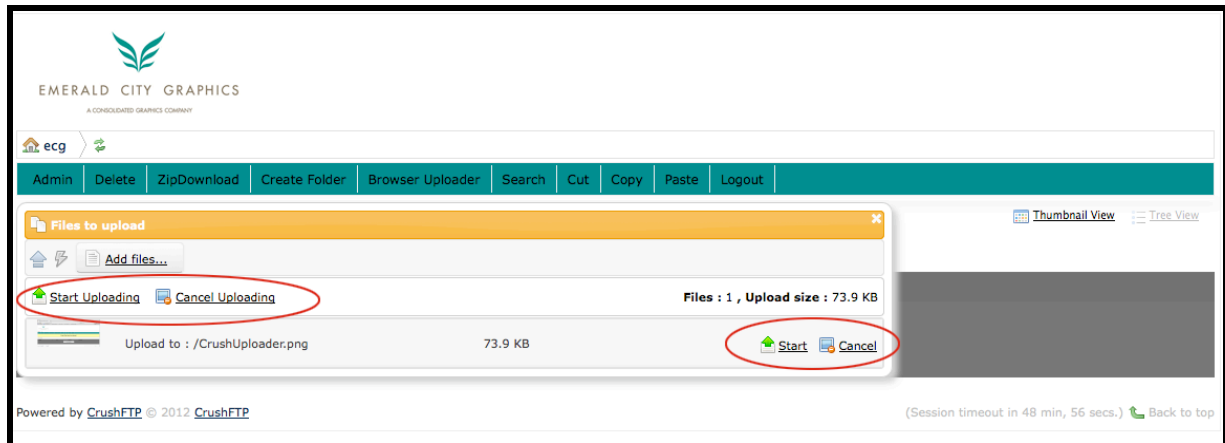 EMERALD CITY GRAPHICS
A CONSOLIDATED GRAPHICS COMPANY
ecg
Admin Delete ZipDownload Create Folder Browser Uploader Search Cut Copy Paste Logout
Files to upload
Thumbnail View Tree View
Add files...
Start Uploading Cancel Uploading Files : 1 , Upload size : 73.9 KB
Upload to : /CrushUploader.png 73.9 KB Start Cancel
Powered by CrushFTP © 2012 CrushFTP (Session timeout in 48 min, 56 secs.) Back to top